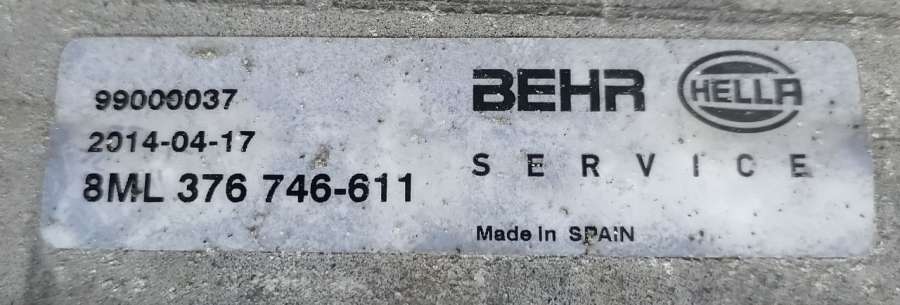 99000037
2014-04-17
8ML 376 746-611
BEHR HELLA
SERVICE
Made in SPAIN